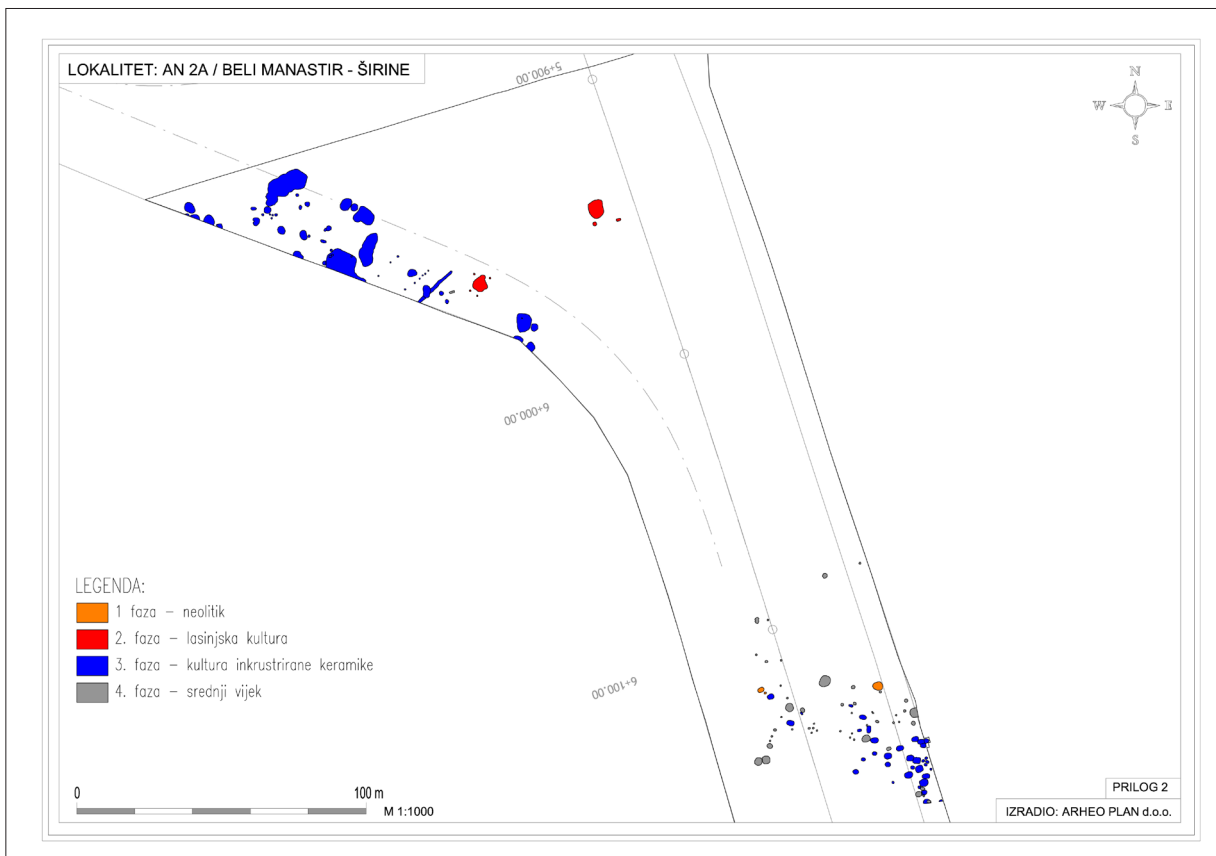 LOKALITET: AN 2A / BELI MANASTIR - ŠIRINE
5+900.00
N
W E
S
6+000.00
6+100.00
LEGENDA:
1 faza – neolitik
2. faza – lasinjska kultura
3. faza – kultura inkrustrirane keramike
4. faza – srednji vijek
0 100 m
M 1:1000
PRILOG 2
IZRADIO: ARHEO PLAN d.o.o.